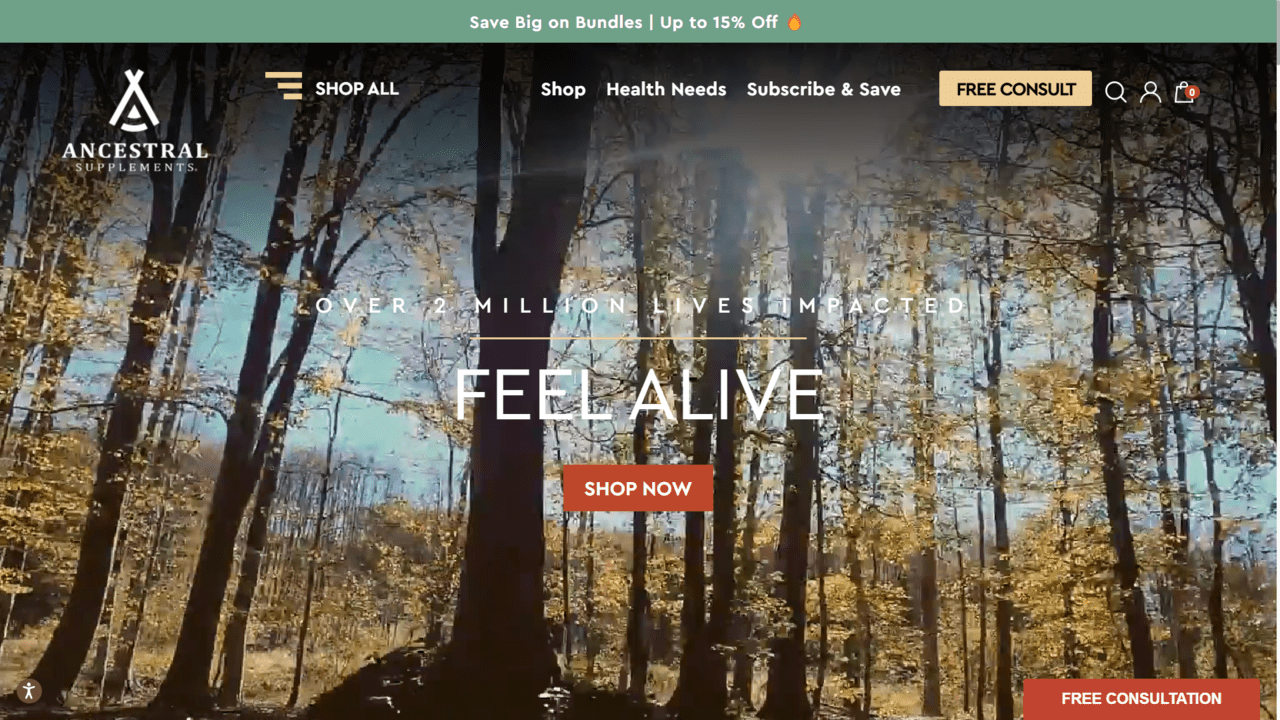 Save Big on Bundles | Up to 15% Off
SHOP ALL
Shop
Health Needs
Subscribe & Save
FREE CONSULT
0
ANCESTRAL
SUPPLEMENTS
OVER 2 MILLION LIVES IMPACTED
FEEL ALIVE
SHOP NOW
FREE CONSULTATION